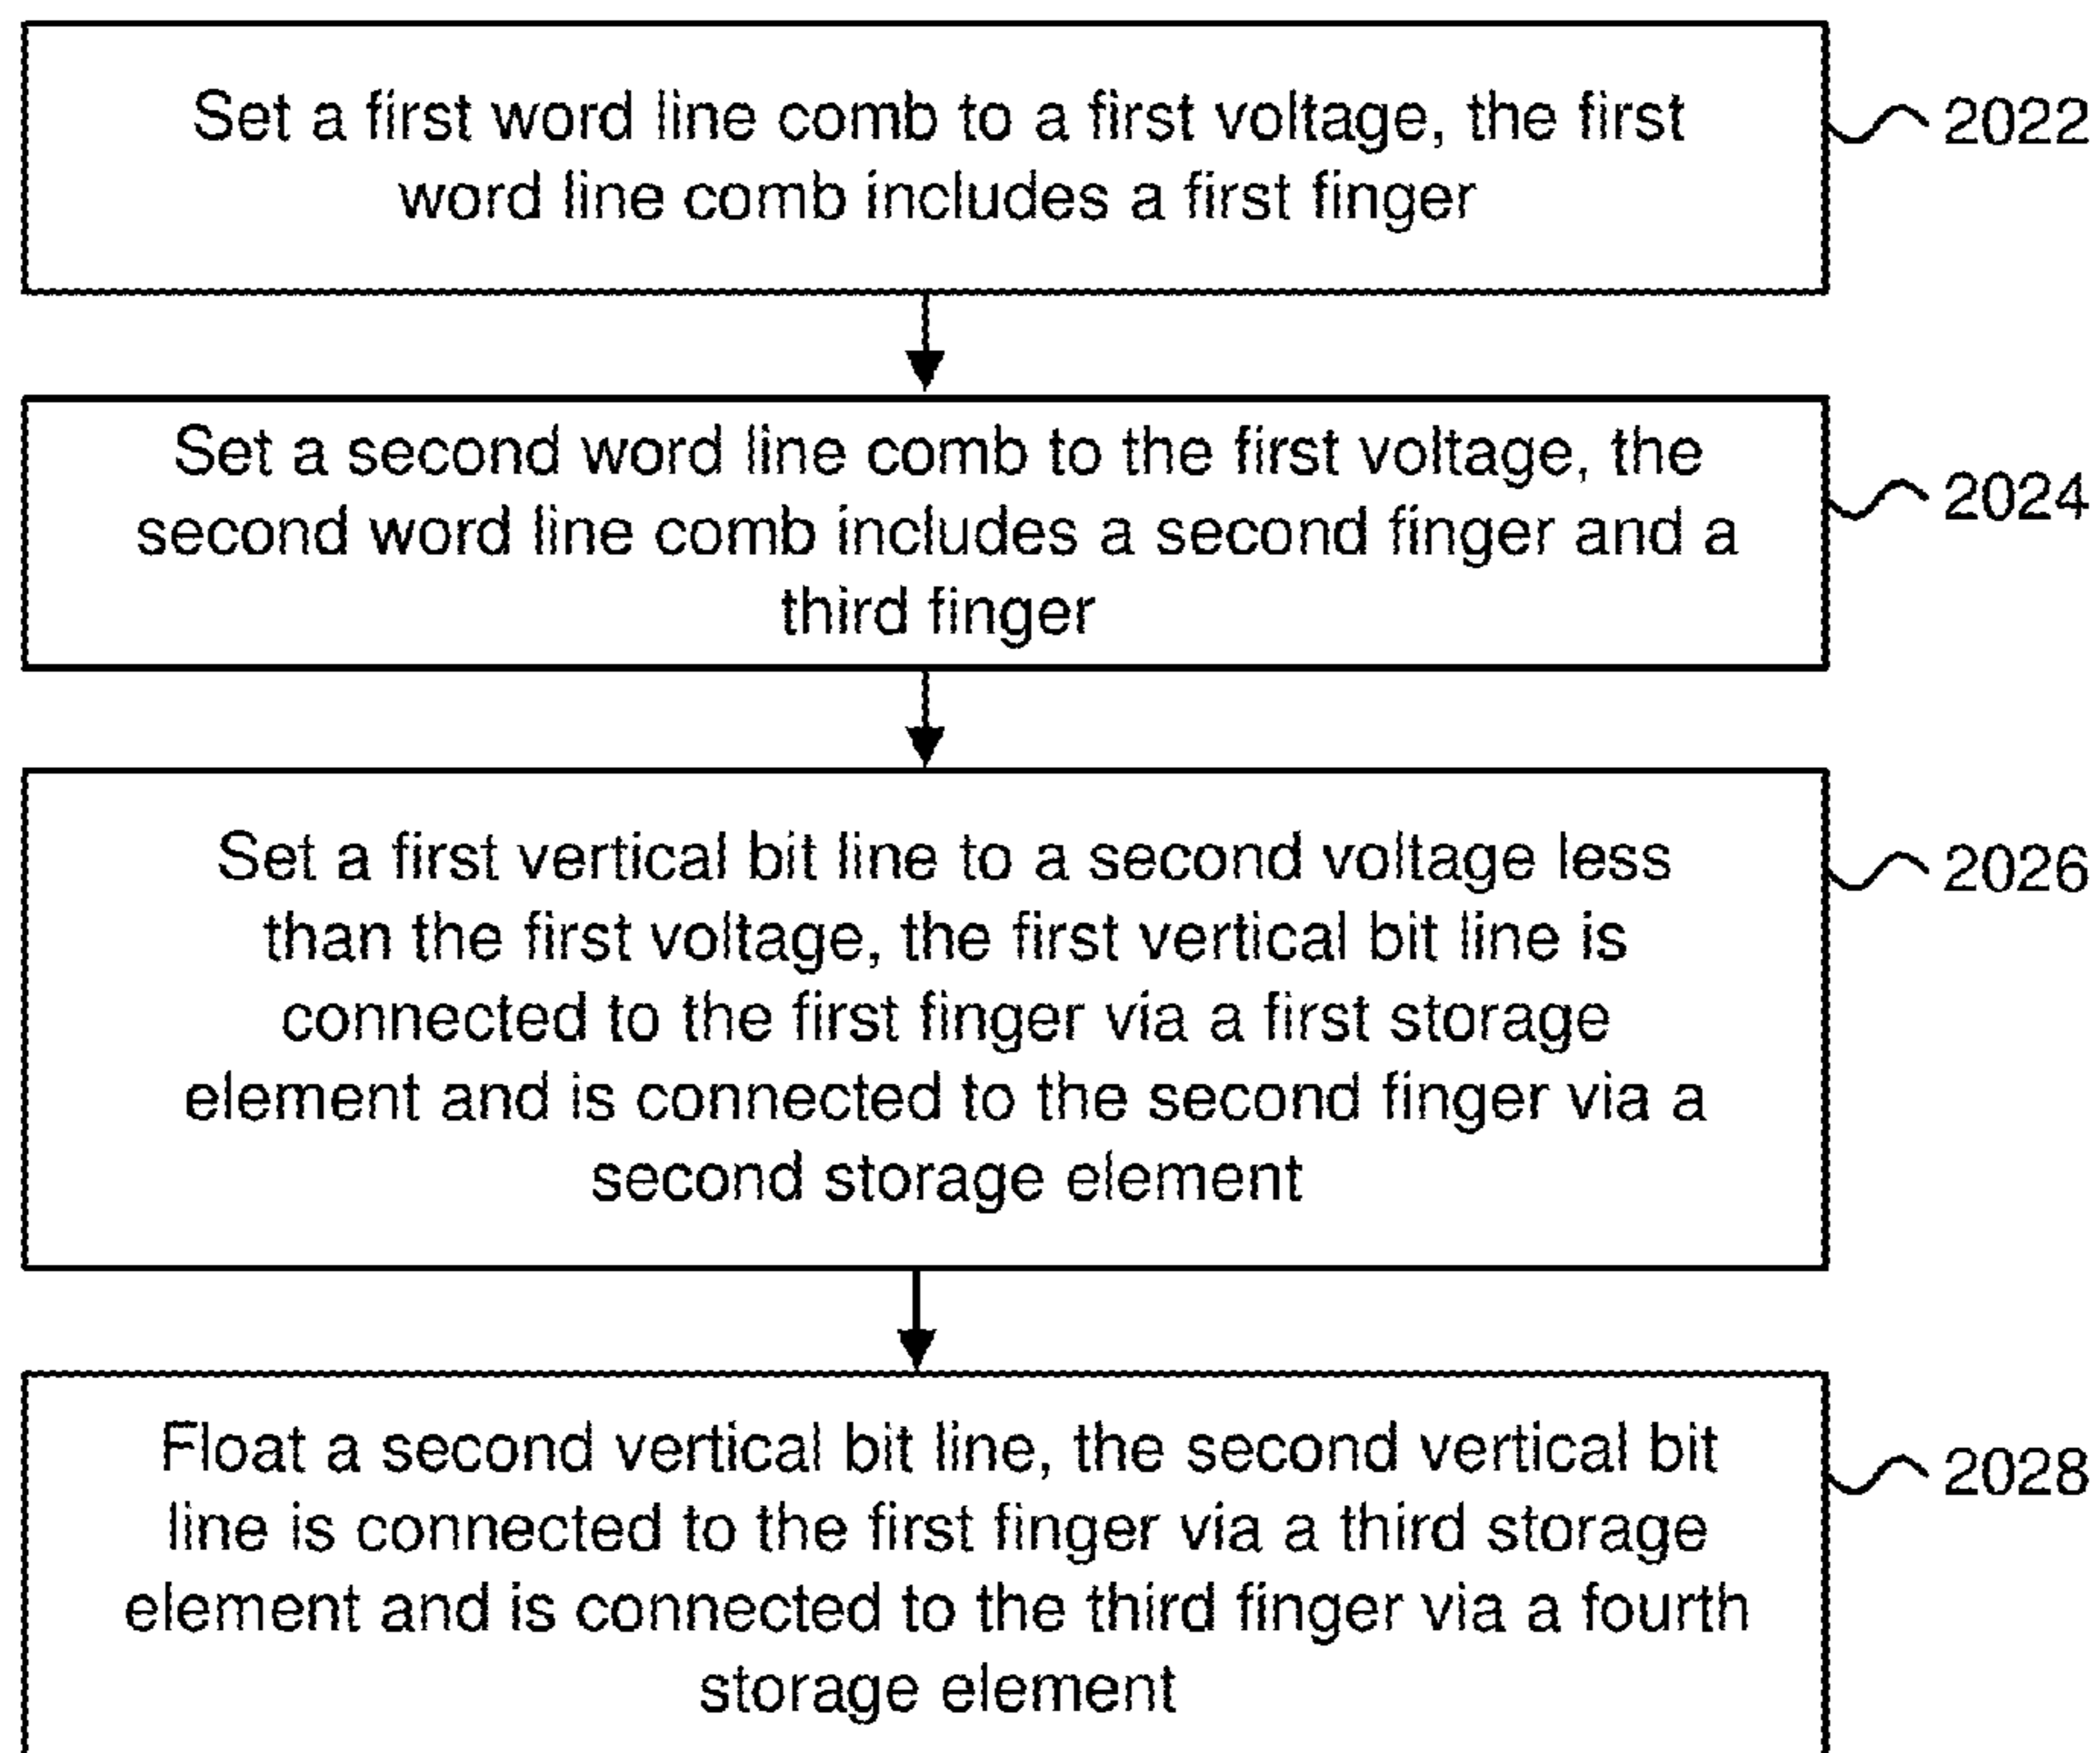 Set a first word line comb to a first voltage, the first
word line comb includes a first finger
2022
Set a second word line comb to the first voltage, the
second word line comb includes a second finger and a
third finger
2024
Set a first vertical bit line to a second voltage less
than the first voltage, the first vertical bit line is
connected to the first finger via a first storage
element and is connected to the second finger via a
second storage element
2026
Float a second vertical bit line, the second vertical bit
line is connected to the first finger via a third storage
element and is connected to the third finger via a fourth
storage element
2028